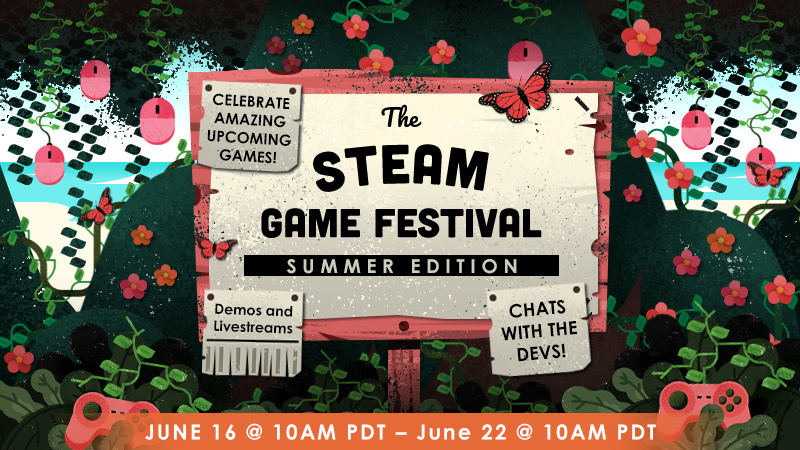 CELEBRATE
AMAZING
UPCOMING
GAMES!
The
STEAM
GAME FESTIVAL
SUMMER EDITION
Demos and
Livestreams
CHATS
WITH THE
DEVS!
JUNE 16 @ 10AM PDT – June 22 @ 10AM PDT